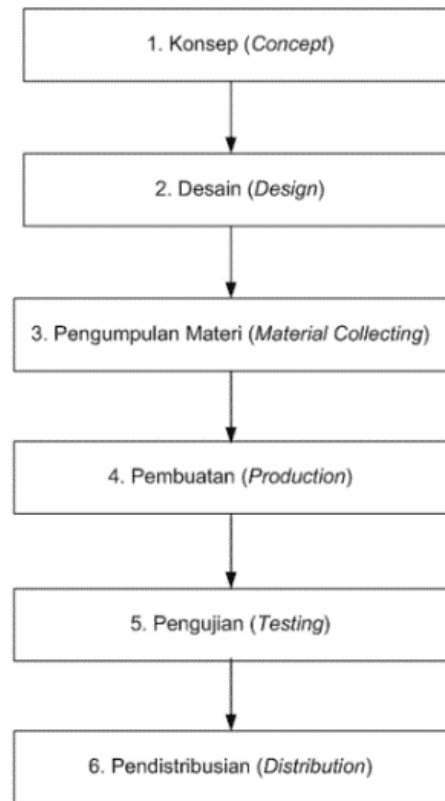 1. Konsep (Concept)
2. Desain (Design)
3. Pengumpulan Materi (Material Collecting)
4. Pembuatan (Production)
5. Pengujian (Testing)
6. Pendistribusian (Distribution)